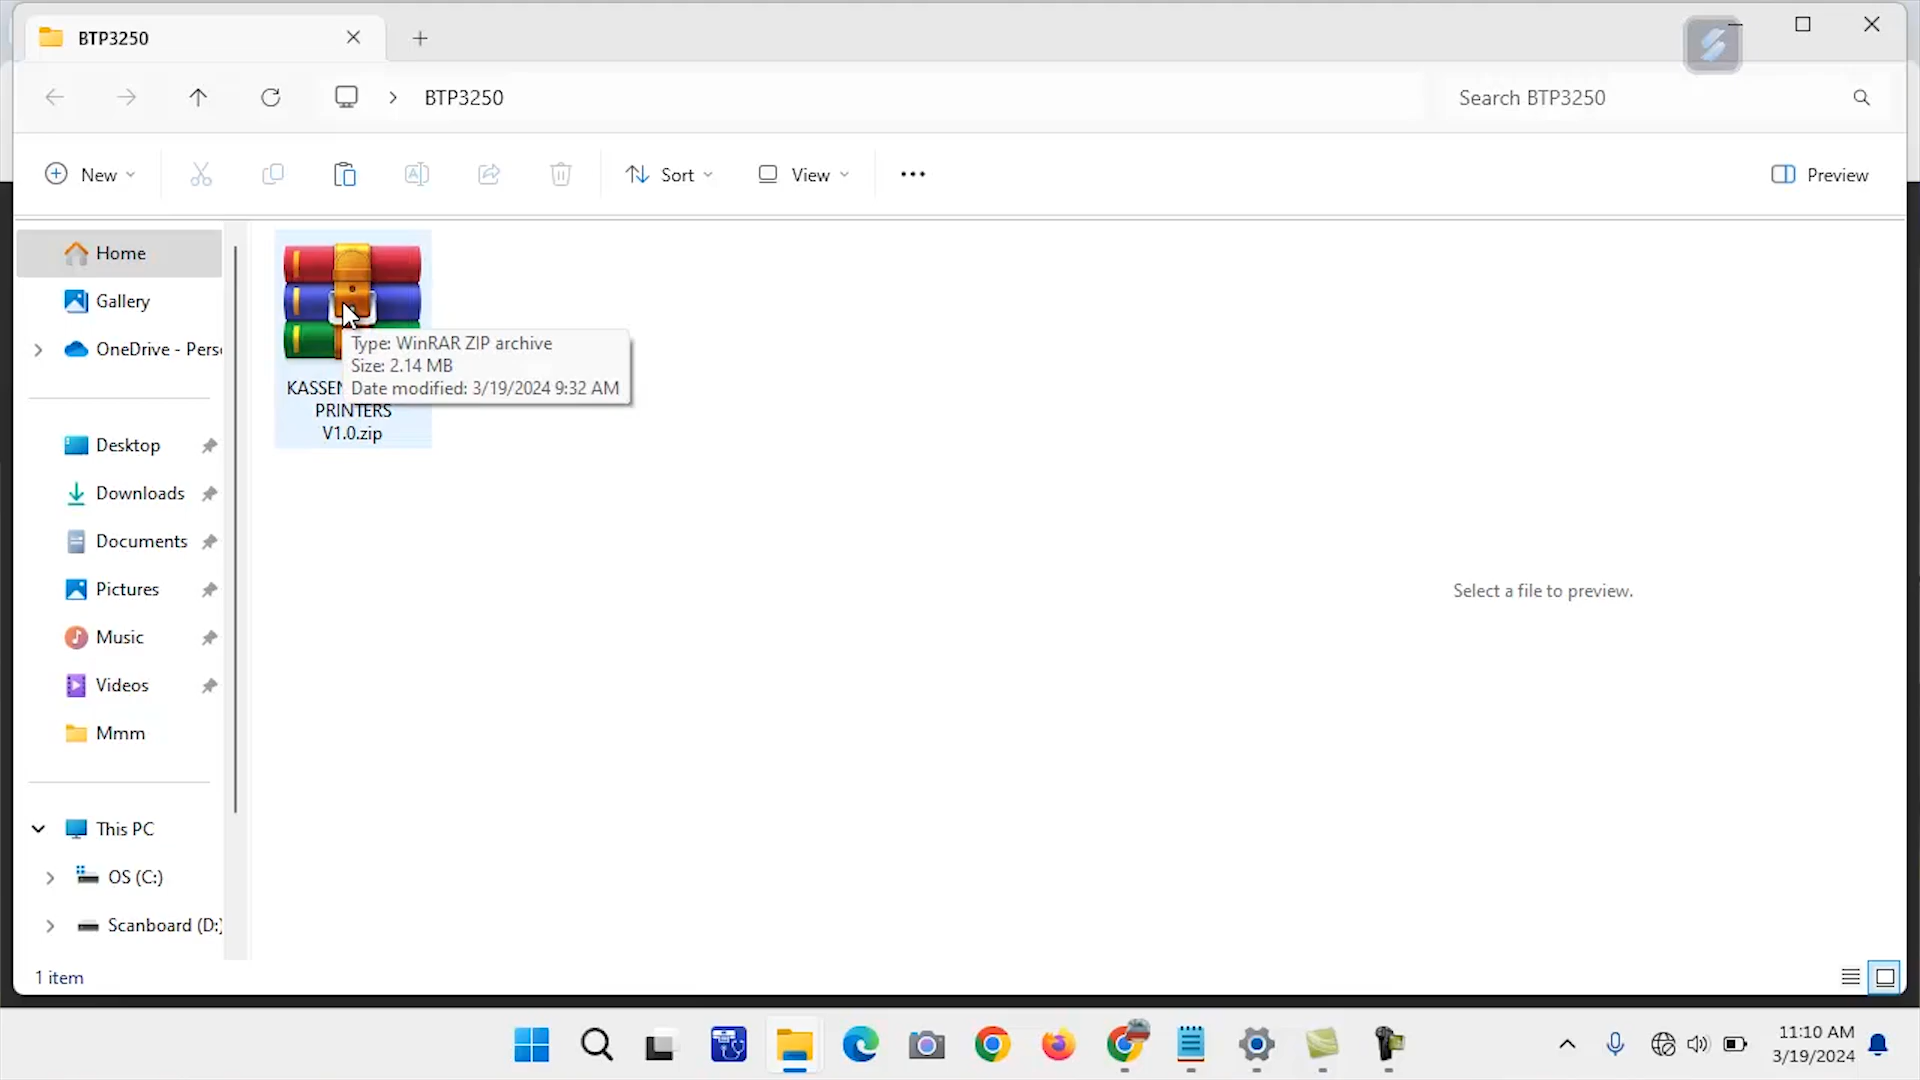 BTP3250
BTP3250
Search BTP3250
New
Sort
View
Preview
Home
Gallery
OneDrive - Pers
Desktop
Downloads
Documents
Pictures
Music
Videos
Mmm
This PC
OS (C:)
Scanboard (D:)
KASSEN
PRINTERS
V1.0.zip
Type: WinRAR ZIP archive
Size: 2.14 MB
Date modified: 3/19/2024 9:32 AM
Select a file to preview.
1 item
11:10 AM
3/19/2024